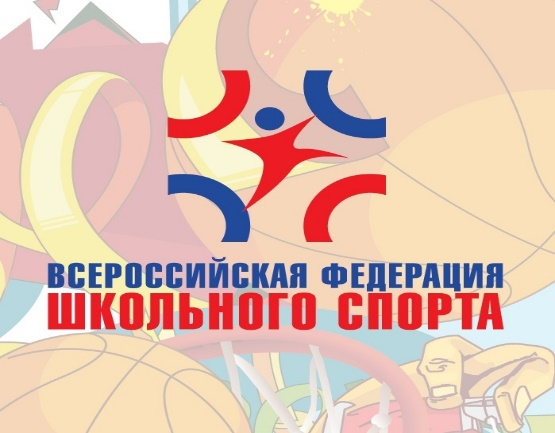 ВСЕРОССИЙСКАЯ ФЕДЕРАЦИЯ
ШКОЛЬНОГО СПОРТА